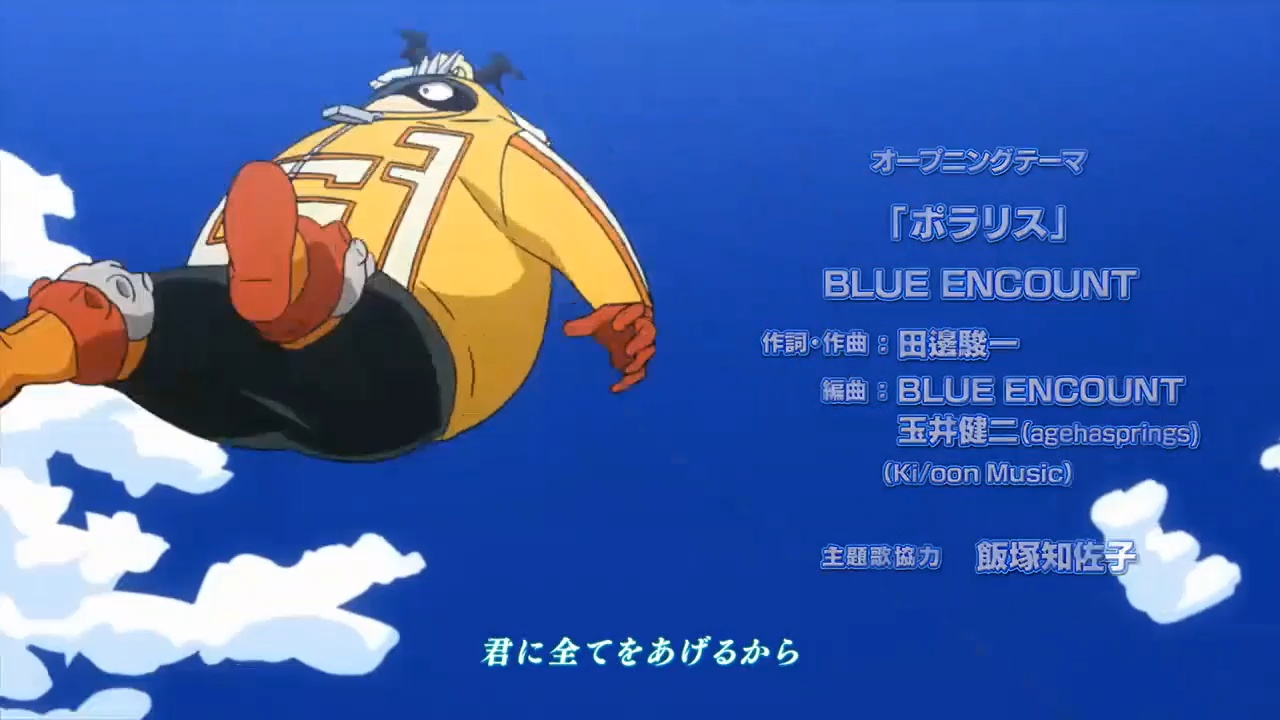 オープニングテーマ
「ポラリス」
BLUE ENCOUNT
作詞・作曲：田邊駿一
編曲：BLUE ENCOUNT
玉井健二(agehasprings)
(Ki/oon Music)
主題歌協力 飯塚知佐子
君に全てをあげるから